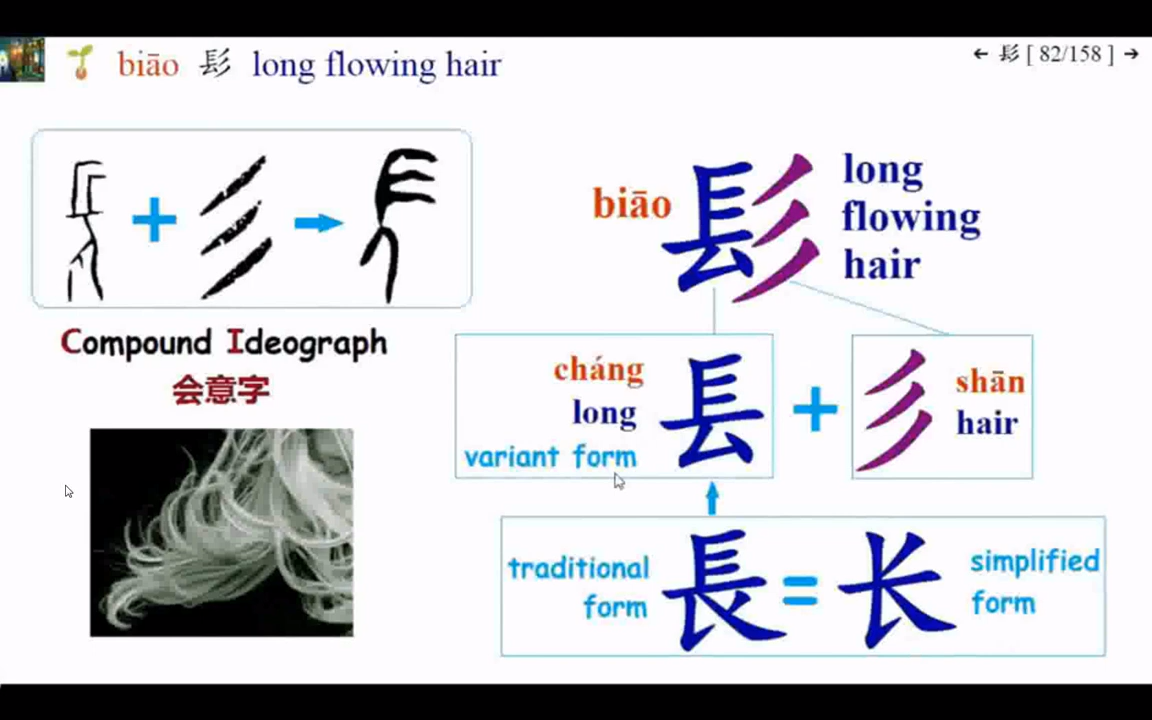 biāo 髟 long flowing hair
← 髟 [ 82/158 ] →
+ →
Compound Ideograph
会意字
biāo 髟 long
flowing
hair
cháng
long
variant form
镸 + 彡
shān
hair
traditional
form
長 = 长
simplified
form